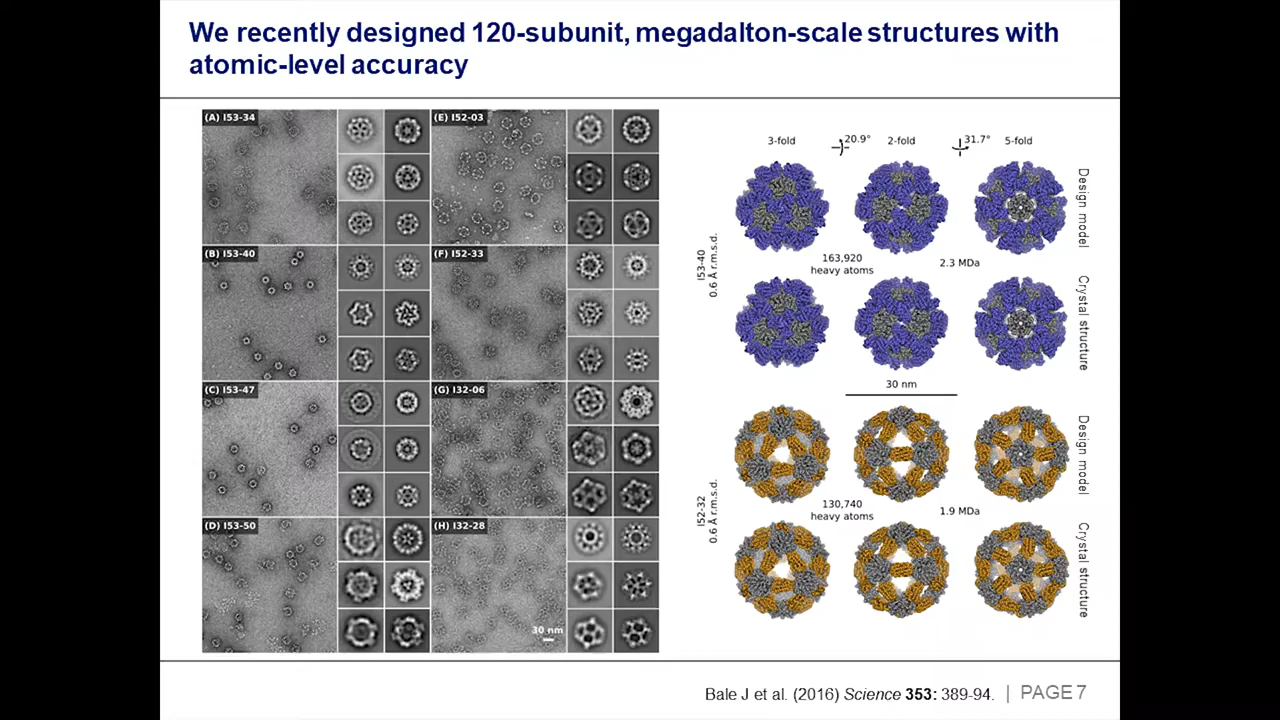 We recently designed 120-subunit, megadalton-scale structures with
atomic-level accuracy
(A) I53-34
(B) I53-40
(C) I53-47
(D) I53-50
(E) I52-03
(F) I52-33
(G) I32-06
(H) I32-28
30 nm
3-fold
20.9°
2-fold
31.7°
5-fold
I53-40
0.6 Å r.m.s.d.
Design model
163,920
heavy atoms
2.3 MDa
Crystal structure
30 nm
I52-32
0.6 Å r.m.s.d.
Design model
130,740
heavy atoms
1.9 MDa
Crystal structure
Bale J et al. (2016) Science 353: 389-94. | PAGE 7